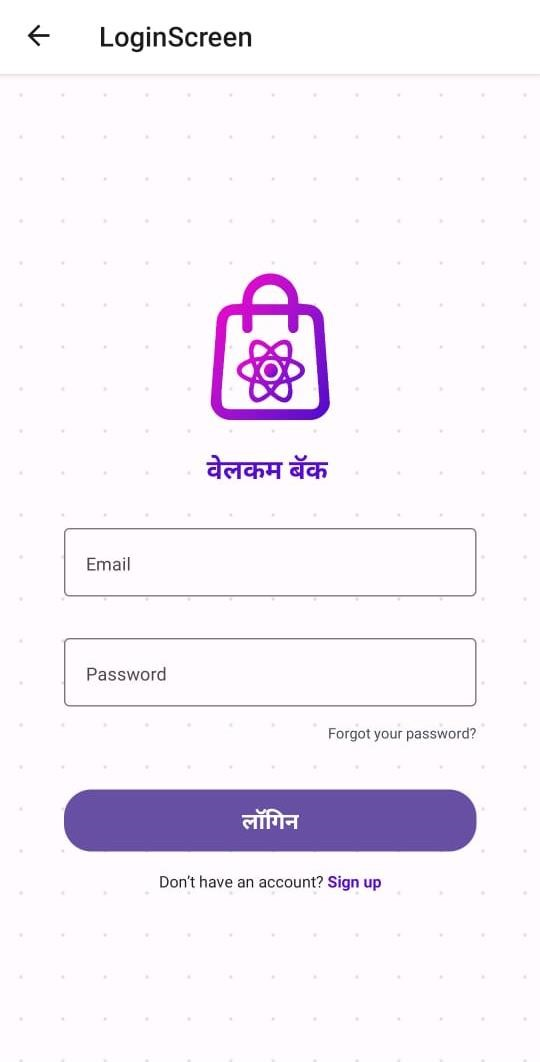 LoginScreen
वेलकम बॅक
Email
Password
Forgot your password?
लॉगिन
Don’t have an account? Sign up